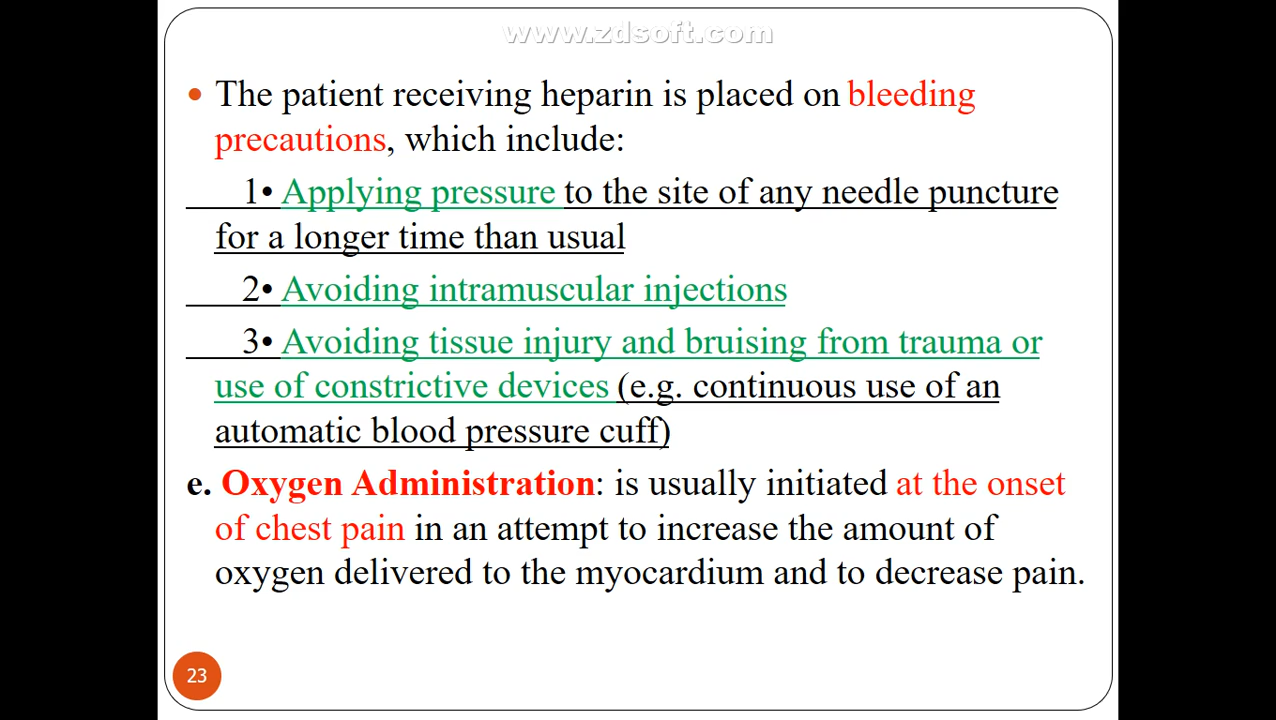 www.zdsoft.com
• The patient receiving heparin is placed on bleeding
precautions, which include:
1• Applying pressure to the site of any needle puncture
for a longer time than usual
2• Avoiding intramuscular injections
3• Avoiding tissue injury and bruising from trauma or
use of constrictive devices (e.g. continuous use of an
automatic blood pressure cuff)
e. Oxygen Administration: is usually initiated at the onset
of chest pain in an attempt to increase the amount of
oxygen delivered to the myocardium and to decrease pain.
23